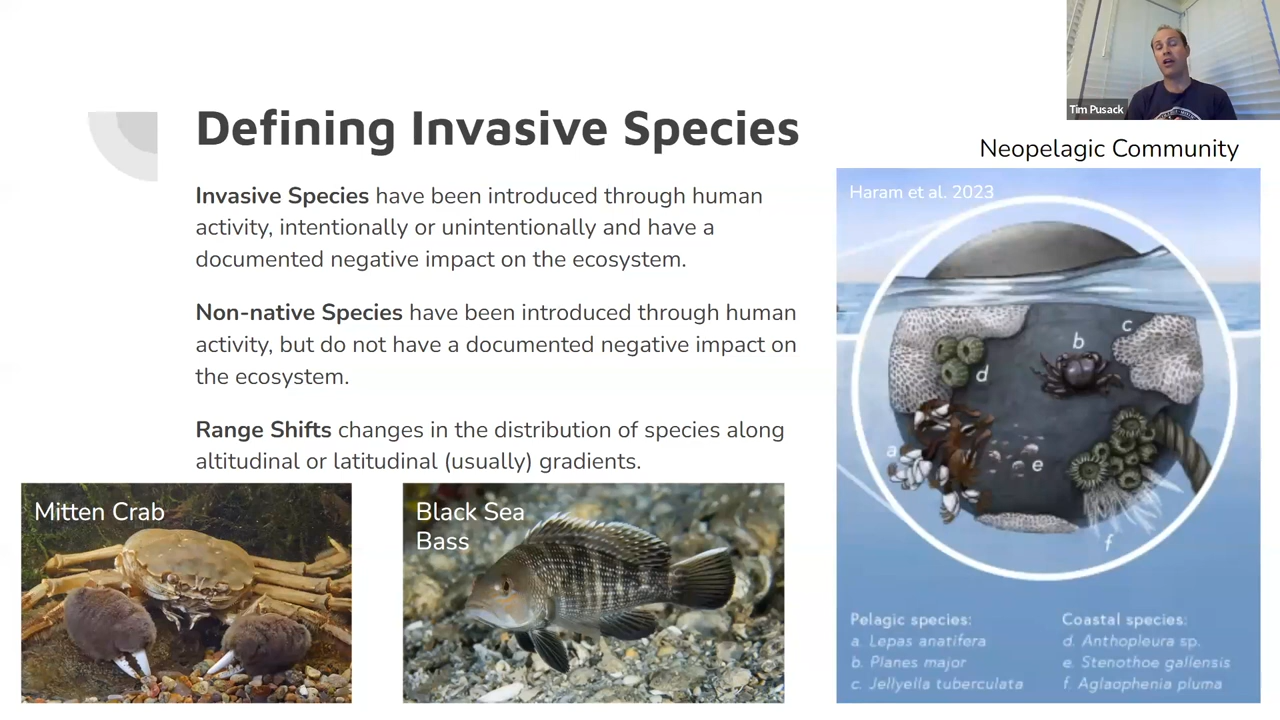 Tim Pusack
Defining Invasive Species
Invasive Species have been introduced through human
activity, intentionally or unintentionally and have a
documented negative impact on the ecosystem.
Non-native Species have been introduced through human
activity, but do not have a documented negative impact on
the ecosystem.
Range Shifts changes in the distribution of species along
altitudinal or latitudinal (usually) gradients.
Mitten Crab
Black Sea
Bass
Neopelagic Community
Haram et al. 2023
a
b
c
d
e
f
Pelagic species:
a. Lepas anatifera
b. Planes major
c. Jellyella tuberculata
Coastal species:
d. Anthopleura sp.
e. Stenothoe gallensis
f. Aglaophenia pluma